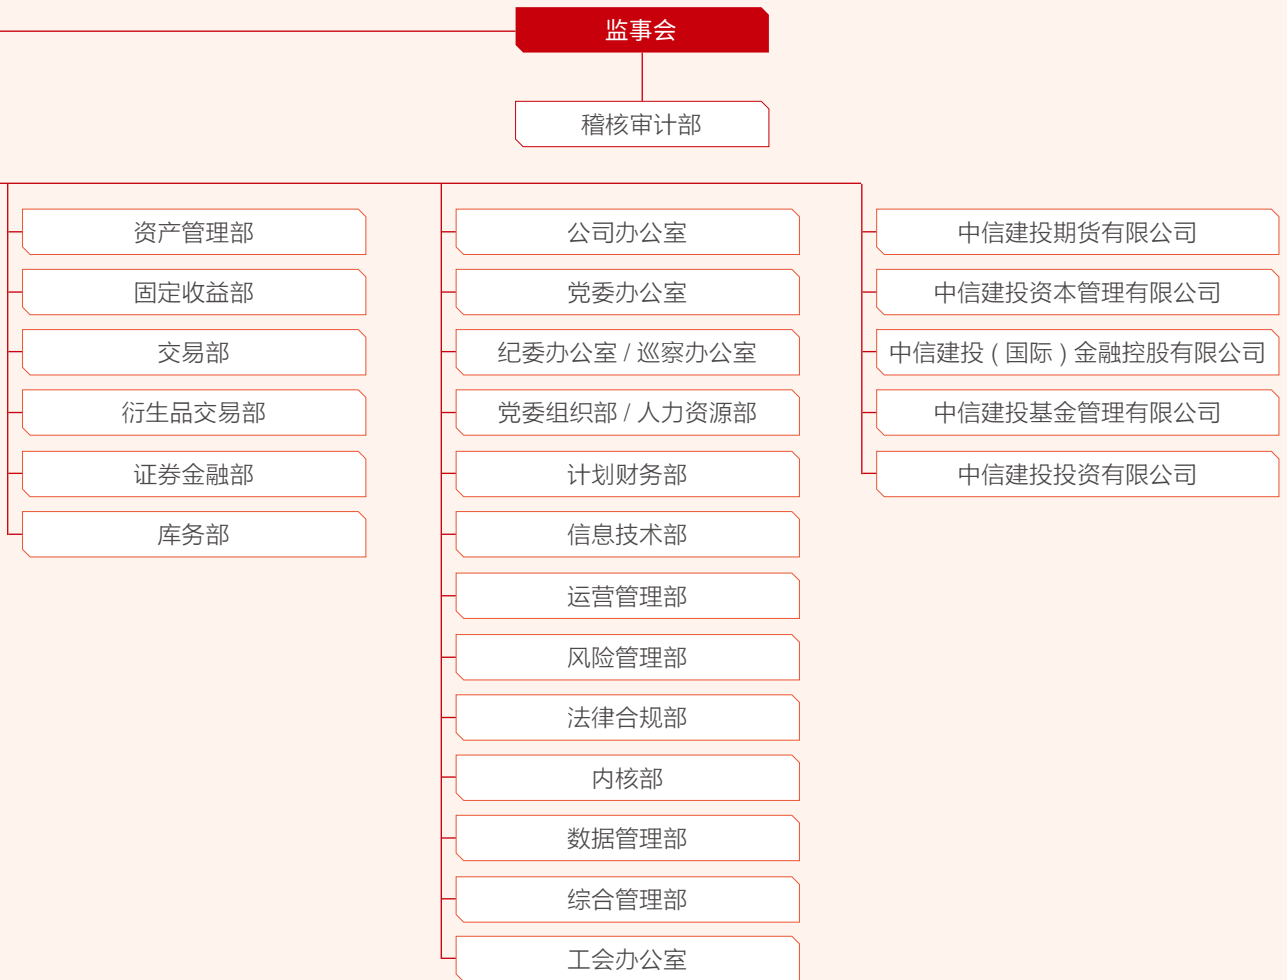 监事会
稽核审计部
资产管理部
固定收益部
交易部
衍生品交易部
证券金融部
库务部
公司办公室
党委办公室
纪委办公室 / 巡察办公室
党委组织部 / 人力资源部
计划财务部
信息技术部
运营管理部
风险管理部
法律合规部
内核部
数据管理部
综合管理部
工会办公室
中信建投期货有限公司
中信建投资本管理有限公司
中信建投 ( 国际 ) 金融控股有限公司
中信建投基金管理有限公司
中信建投投资有限公司